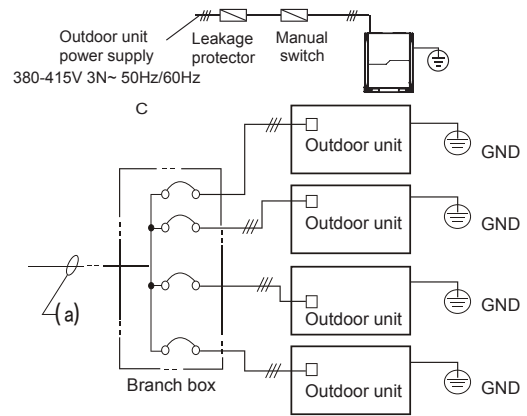 Outdoor unit
power supply
380-415V 3N~ 50Hz/60Hz
Leakage
protector
Manual
switch
C
Outdoor unit
GND
Outdoor unit
GND
Outdoor unit
GND
Outdoor unit
GND
(a)
Branch box